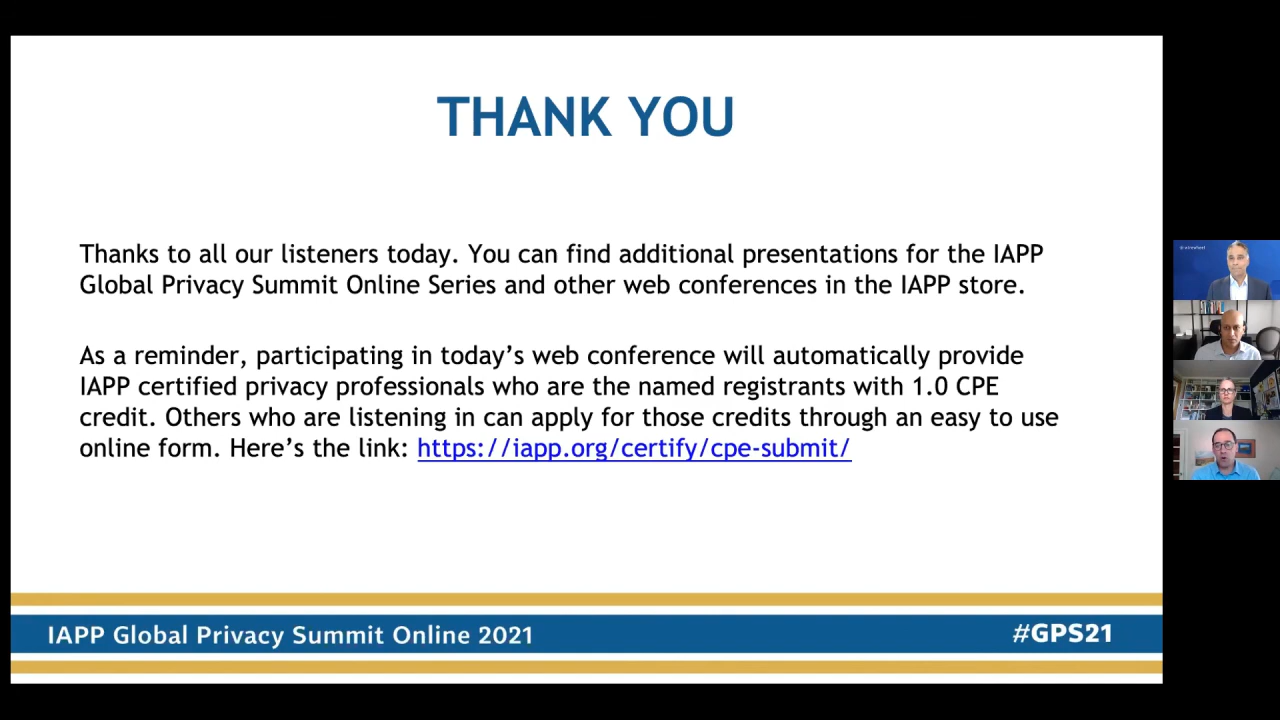 THANK YOU
Thanks to all our listeners today. You can find additional presentations for the IAPP
Global Privacy Summit Online Series and other web conferences in the IAPP store.
As a reminder, participating in today's web conference will automatically provide
IAPP certified privacy professionals who are the named registrants with 1.0 CPE
credit. Others who are listening in can apply for those credits through an easy to use
online form. Here's the link: https://iapp.org/certify/cpe-submit/
IAPP Global Privacy Summit Online 2021
#GPS21